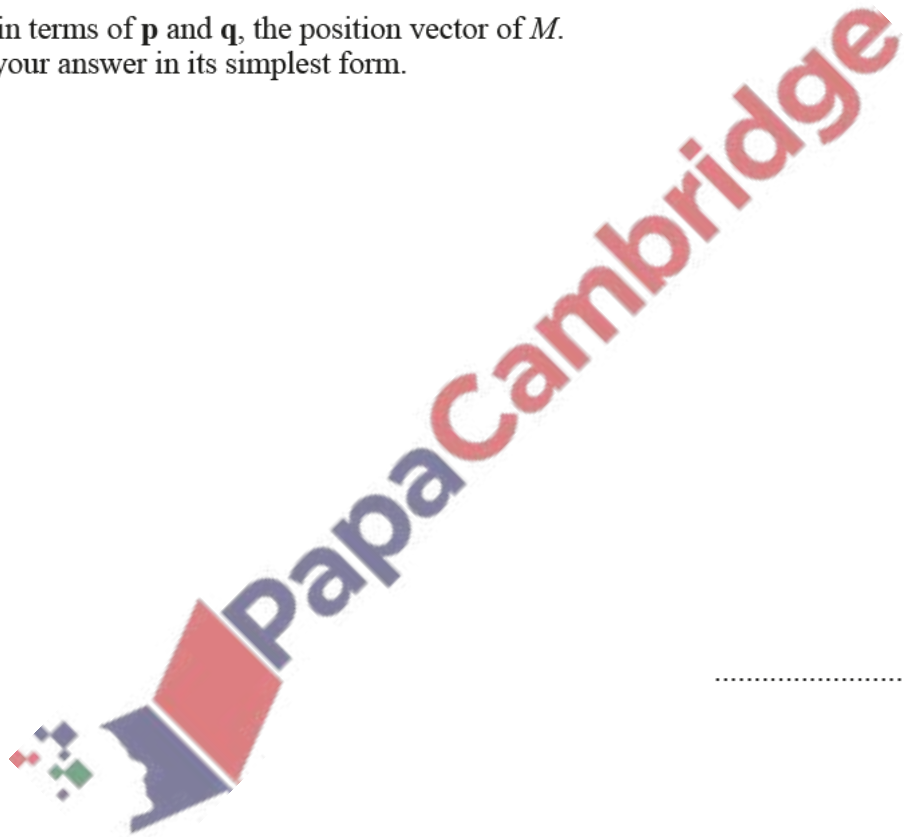 in terms of p and q, the position vector of M.
your answer in its simplest form.
PapaCambridge
........................